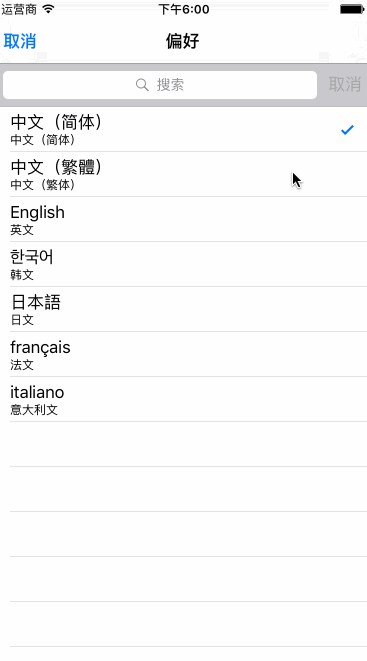 运营商 下午6:00
取消 偏好
搜索 取消
中文（简体）
中文（简体）
中文（繁體）
中文（繁体）
English
英文
한국어
韩文
日本語
日文
français
法文
italiano
意大利文